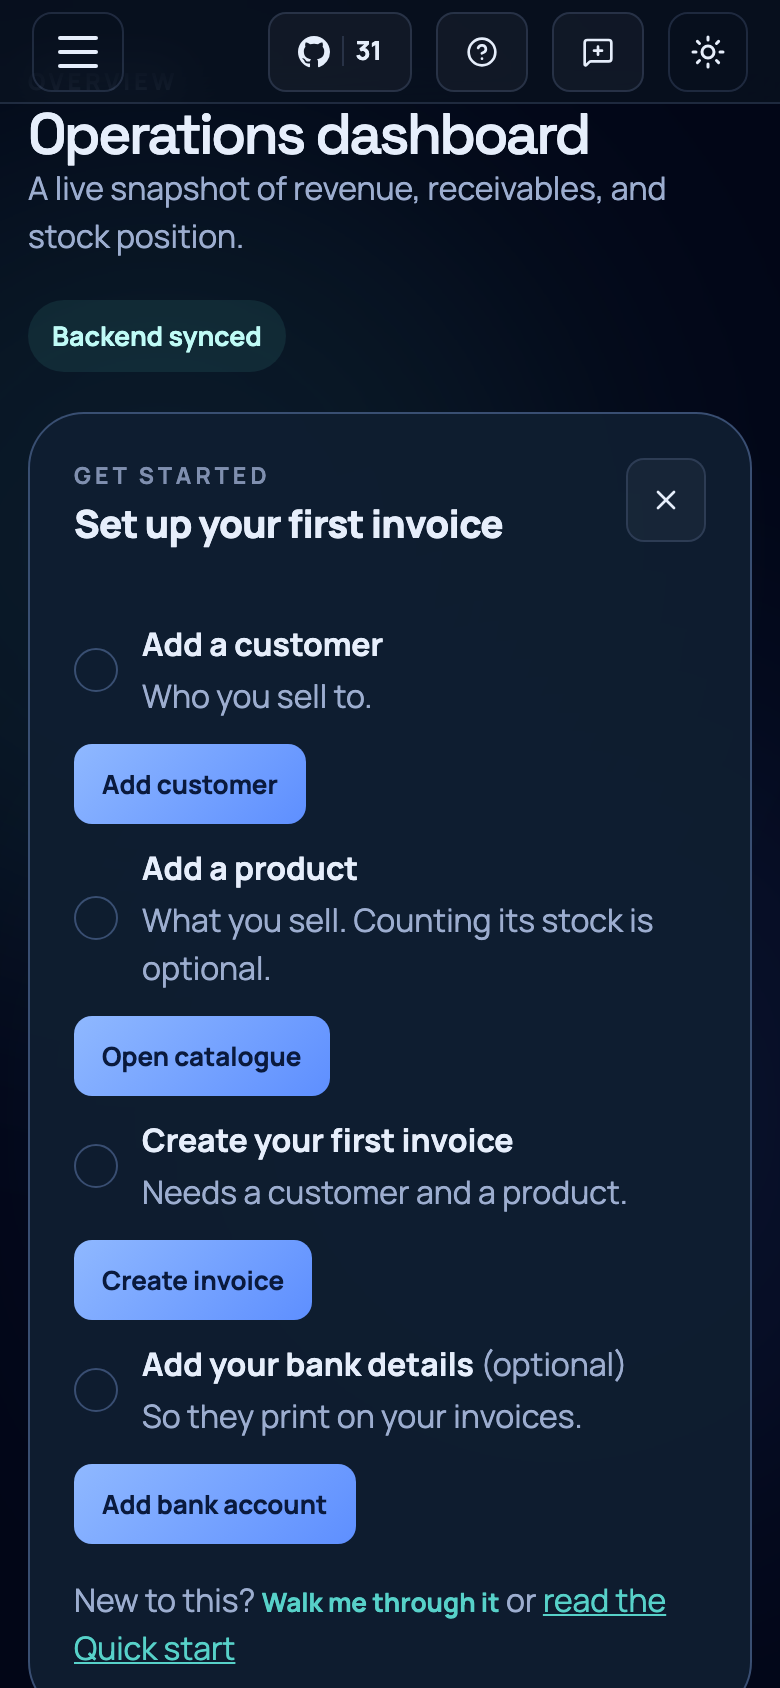 31
OVERVIEW
Operations dashboard
A live snapshot of revenue, receivables, and
stock position.
Backend synced
GET STARTED
Set up your first invoice
Add a customer
Who you sell to.
Add customer
Add a product
What you sell. Counting its stock is
optional.
Open catalogue
Create your first invoice
Needs a customer and a product.
Create invoice
Add your bank details (optional)
So they print on your invoices.
Add bank account
New to this? Walk me through it or read the
Quick start